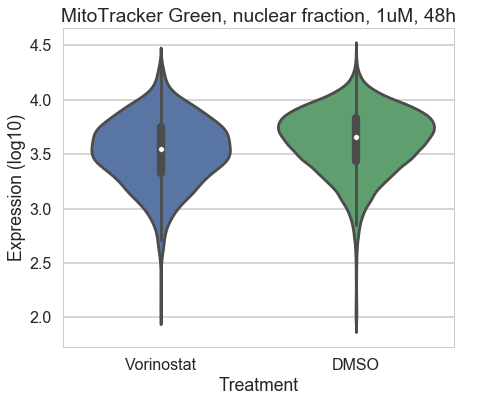 MitoTracker Green, nuclear fraction, 1uM, 48h
4.5
4.0
3.5
3.0
2.5
2.0
Expression (log10)
Vorinostat DMSO
Treatment